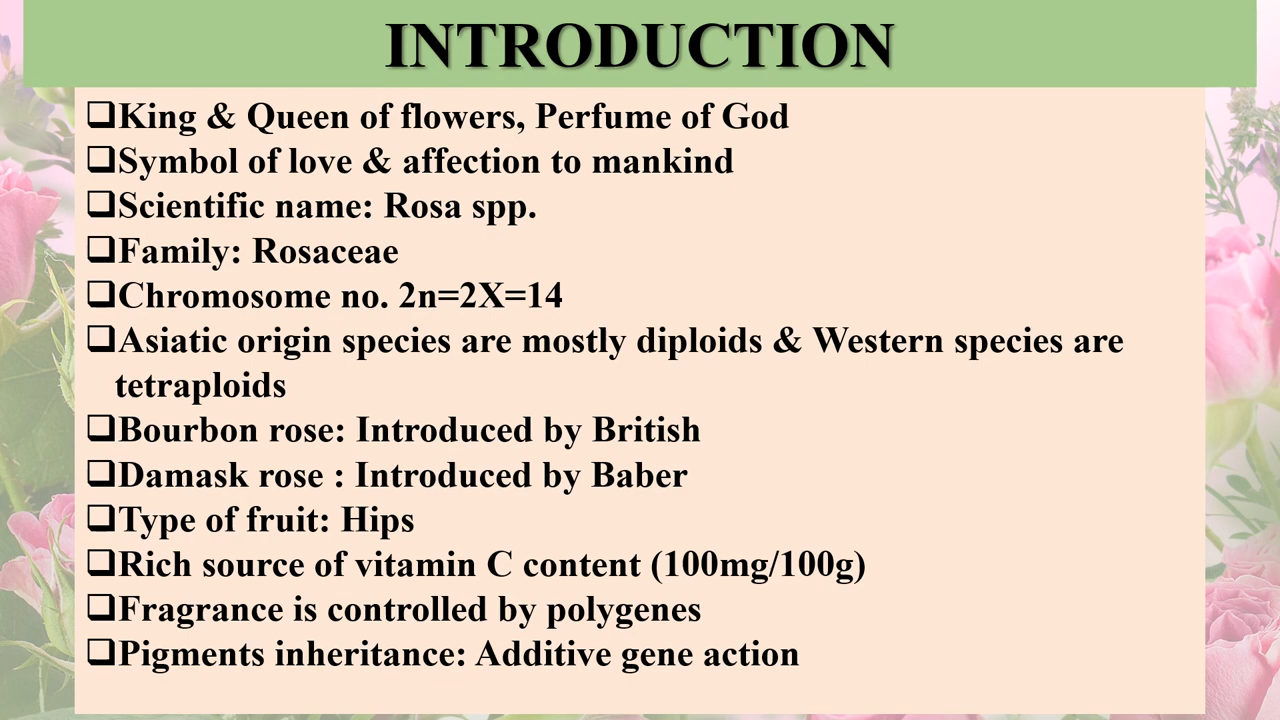 INTRODUCTION
❑King & Queen of flowers, Perfume of God
❑Symbol of love & affection to mankind
❑Scientific name: Rosa spp.
❑Family: Rosaceae
❑Chromosome no. 2n=2X=14
❑Asiatic origin species are mostly diploids & Western species are
tetraploids
❑Bourbon rose: Introduced by British
❑Damask rose : Introduced by Baber
❑Type of fruit: Hips
❑Rich source of vitamin C content (100mg/100g)
❑Fragrance is controlled by polygenes
❑Pigments inheritance: Additive gene action